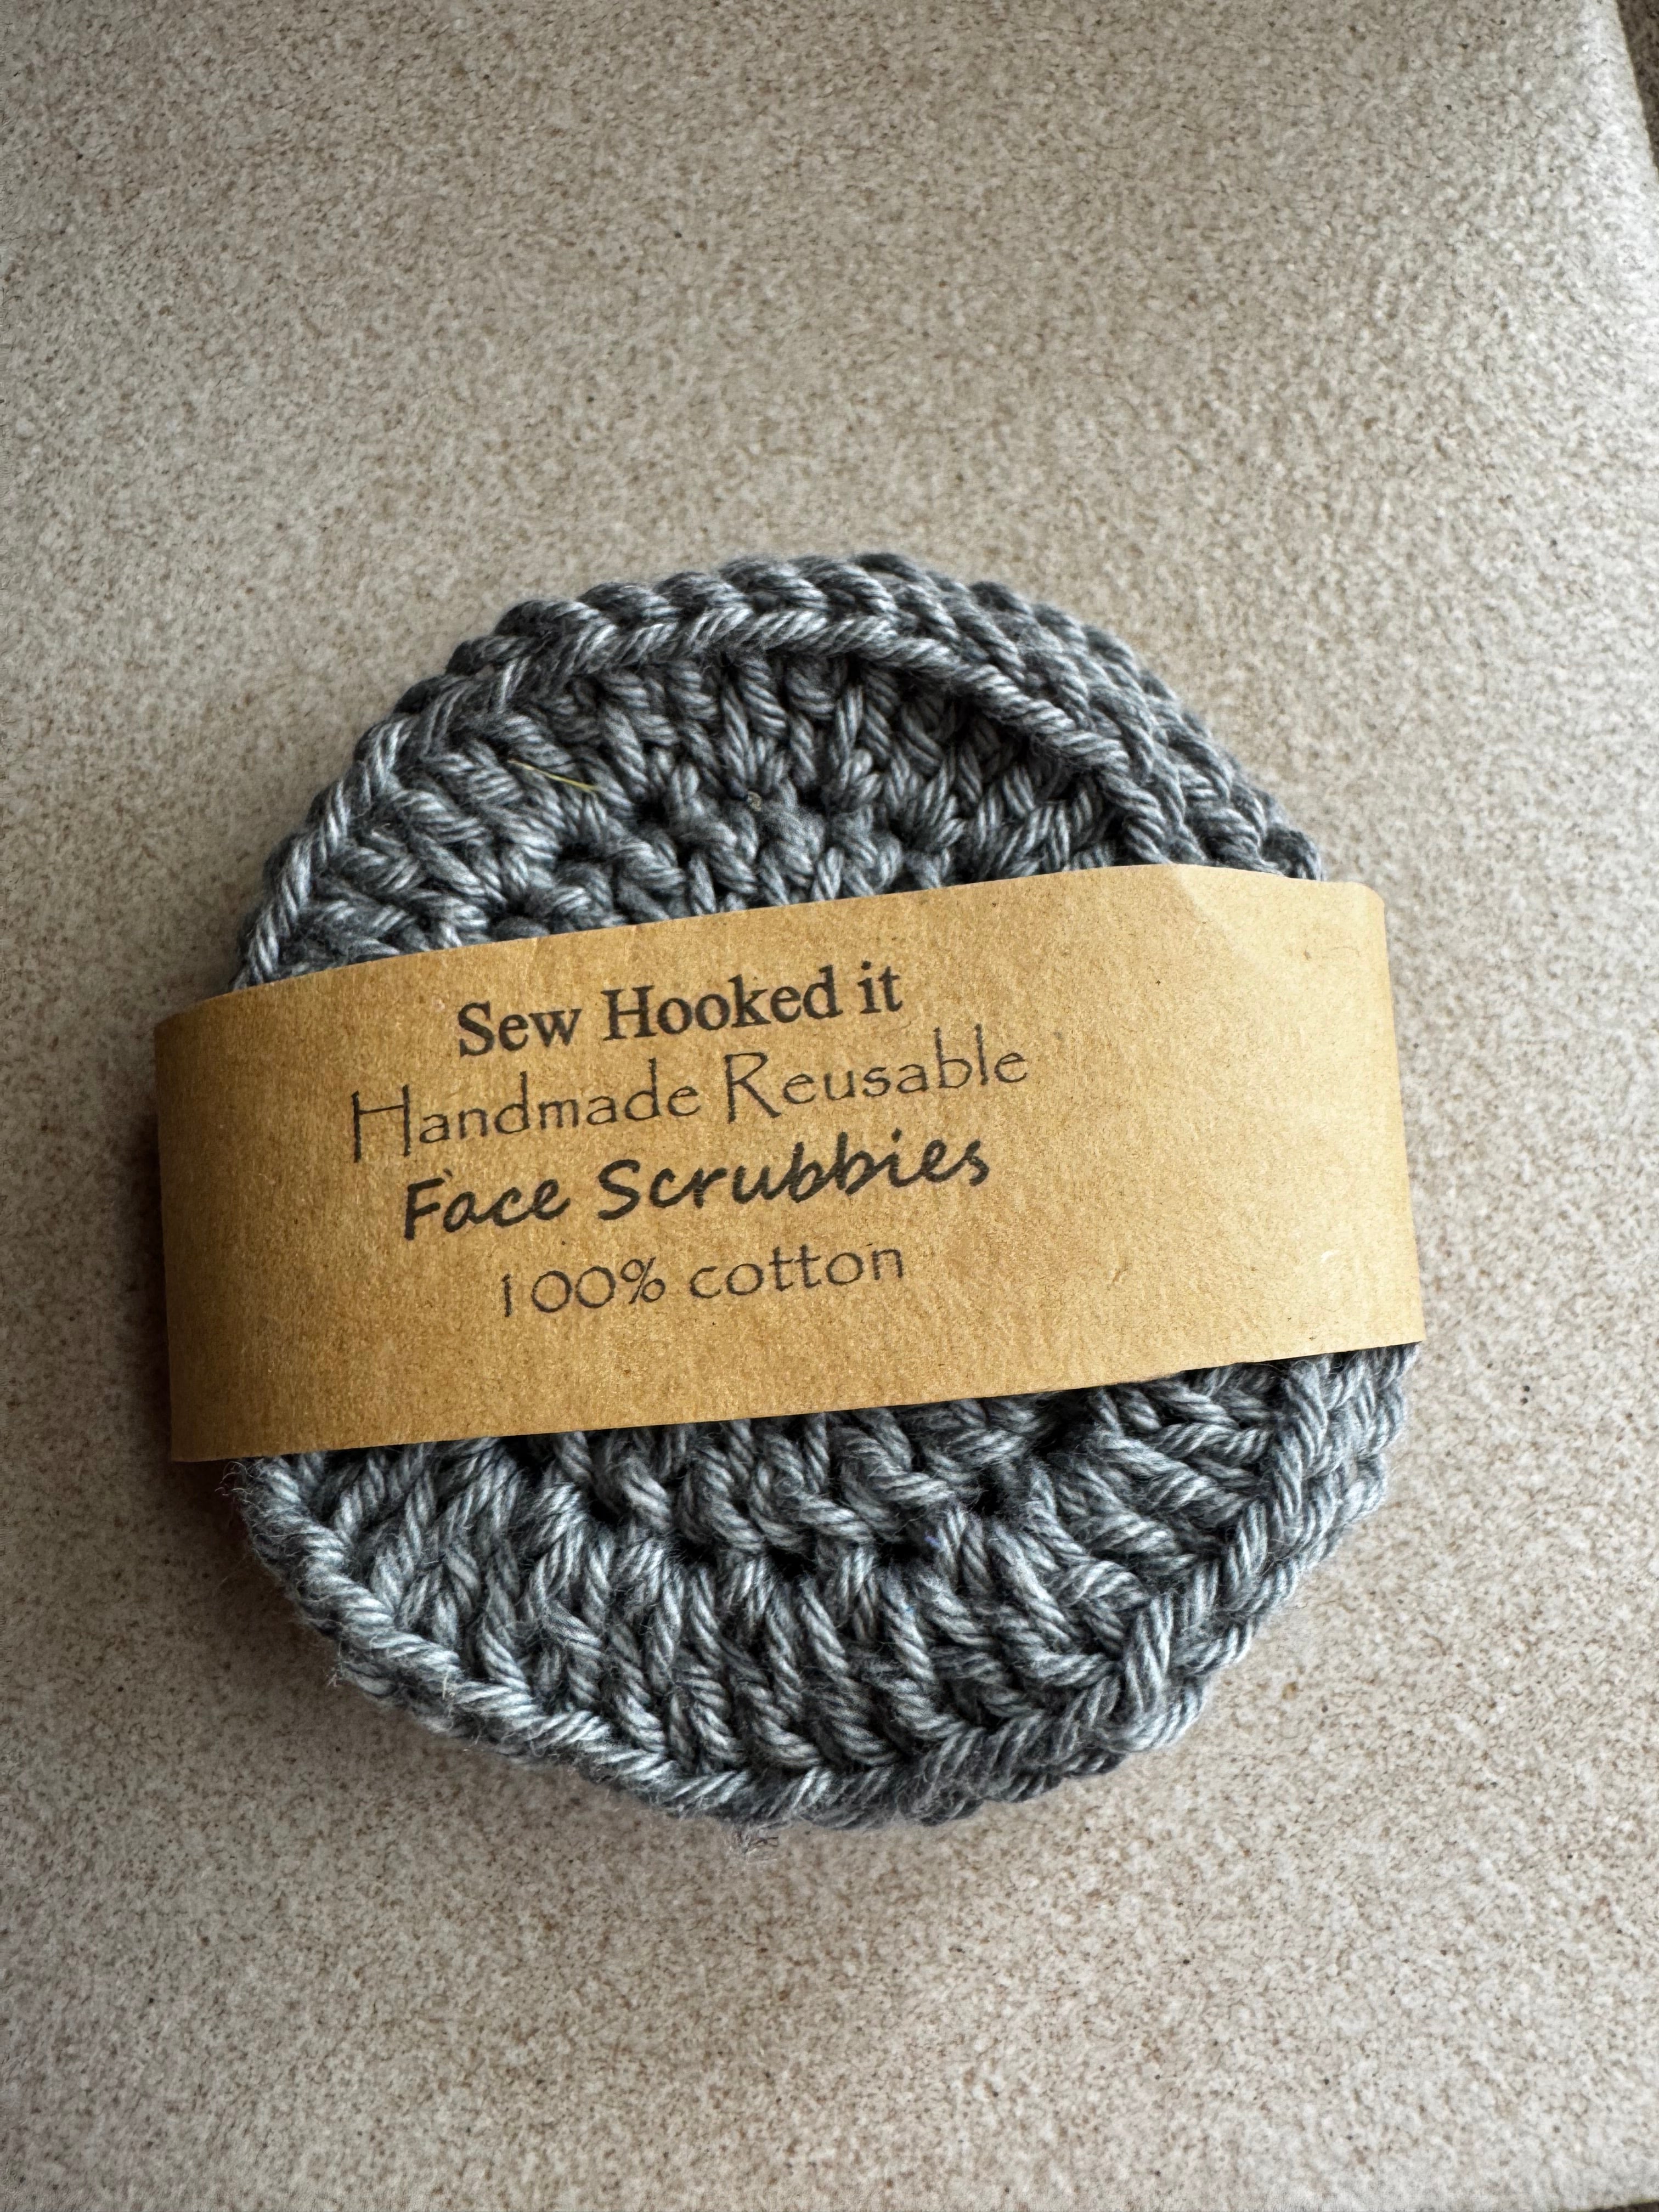 Sew Hooked it
Handmade Reusable
Face Scrubbies
100% cotton